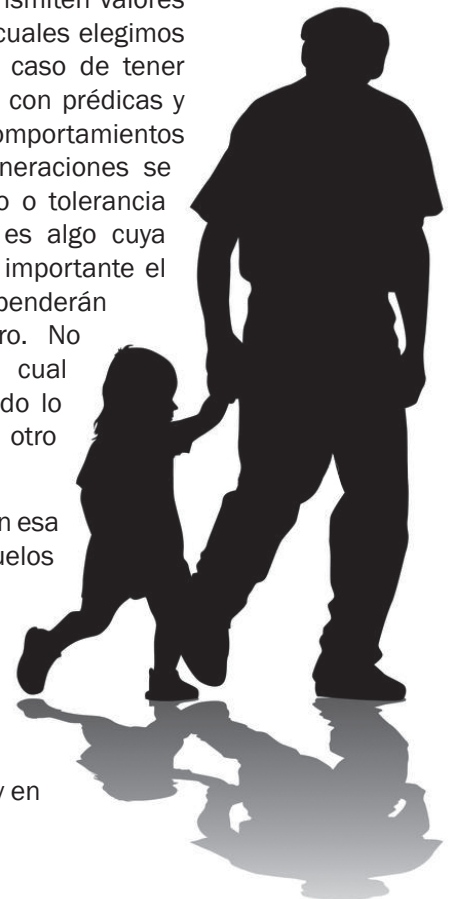 nsmiten valores
cuales elegimos
caso de tener
con prédicas y
omportamientos
neraciones se
o o tolerancia
es algo cuya
importante el
penderán
ro. No
cual
do lo
otro
n esa
uelos
y en